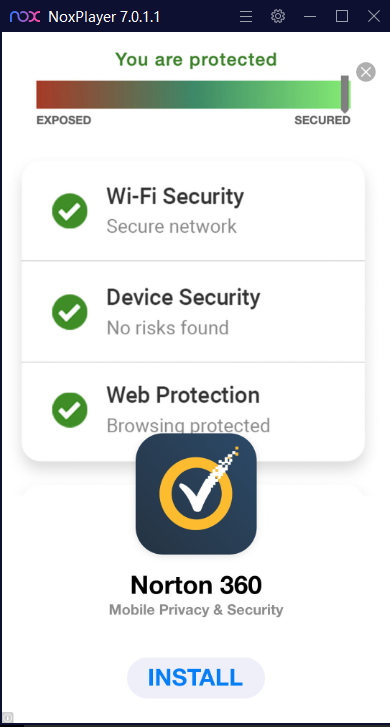 nox NoxPlayer 7.0.1.1
You are protected
EXPOSED SECURED
Wi-Fi Security
Secure network
Device Security
No risks found
Web Protection
Browsing protected
Norton 360
Mobile Privacy & Security
INSTALL